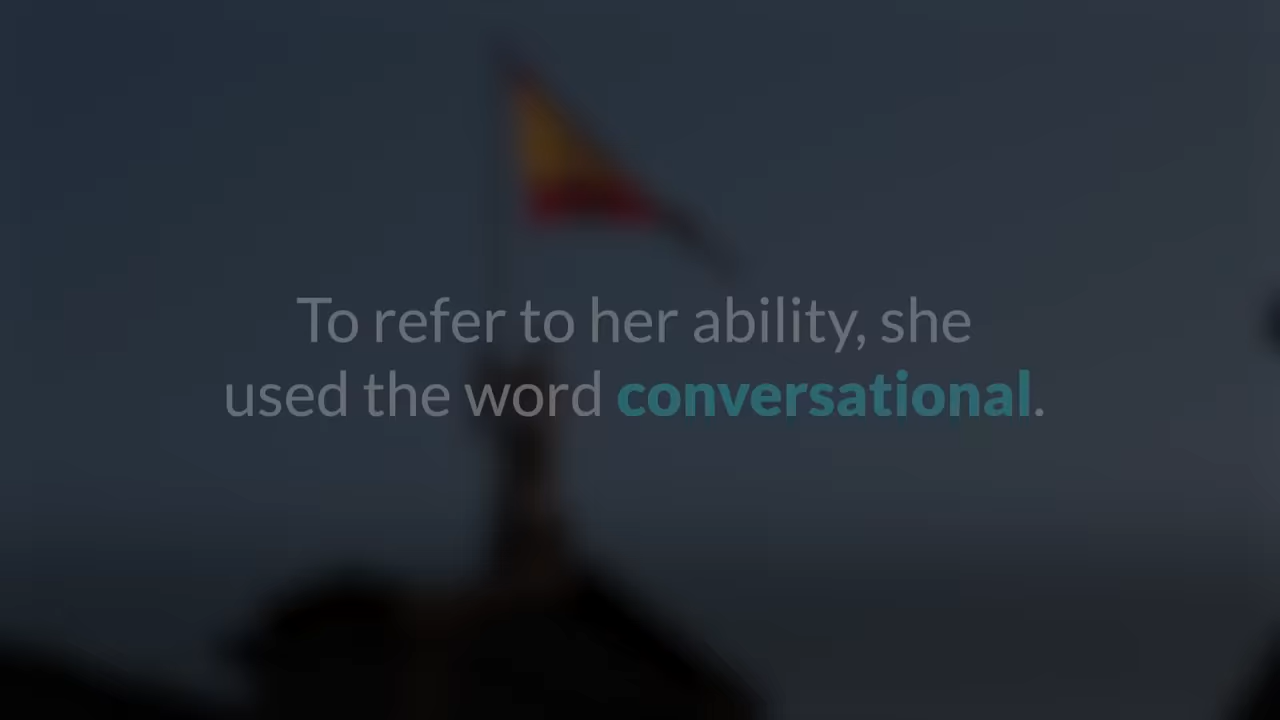 To refer to her ability, she
used the word conversational.